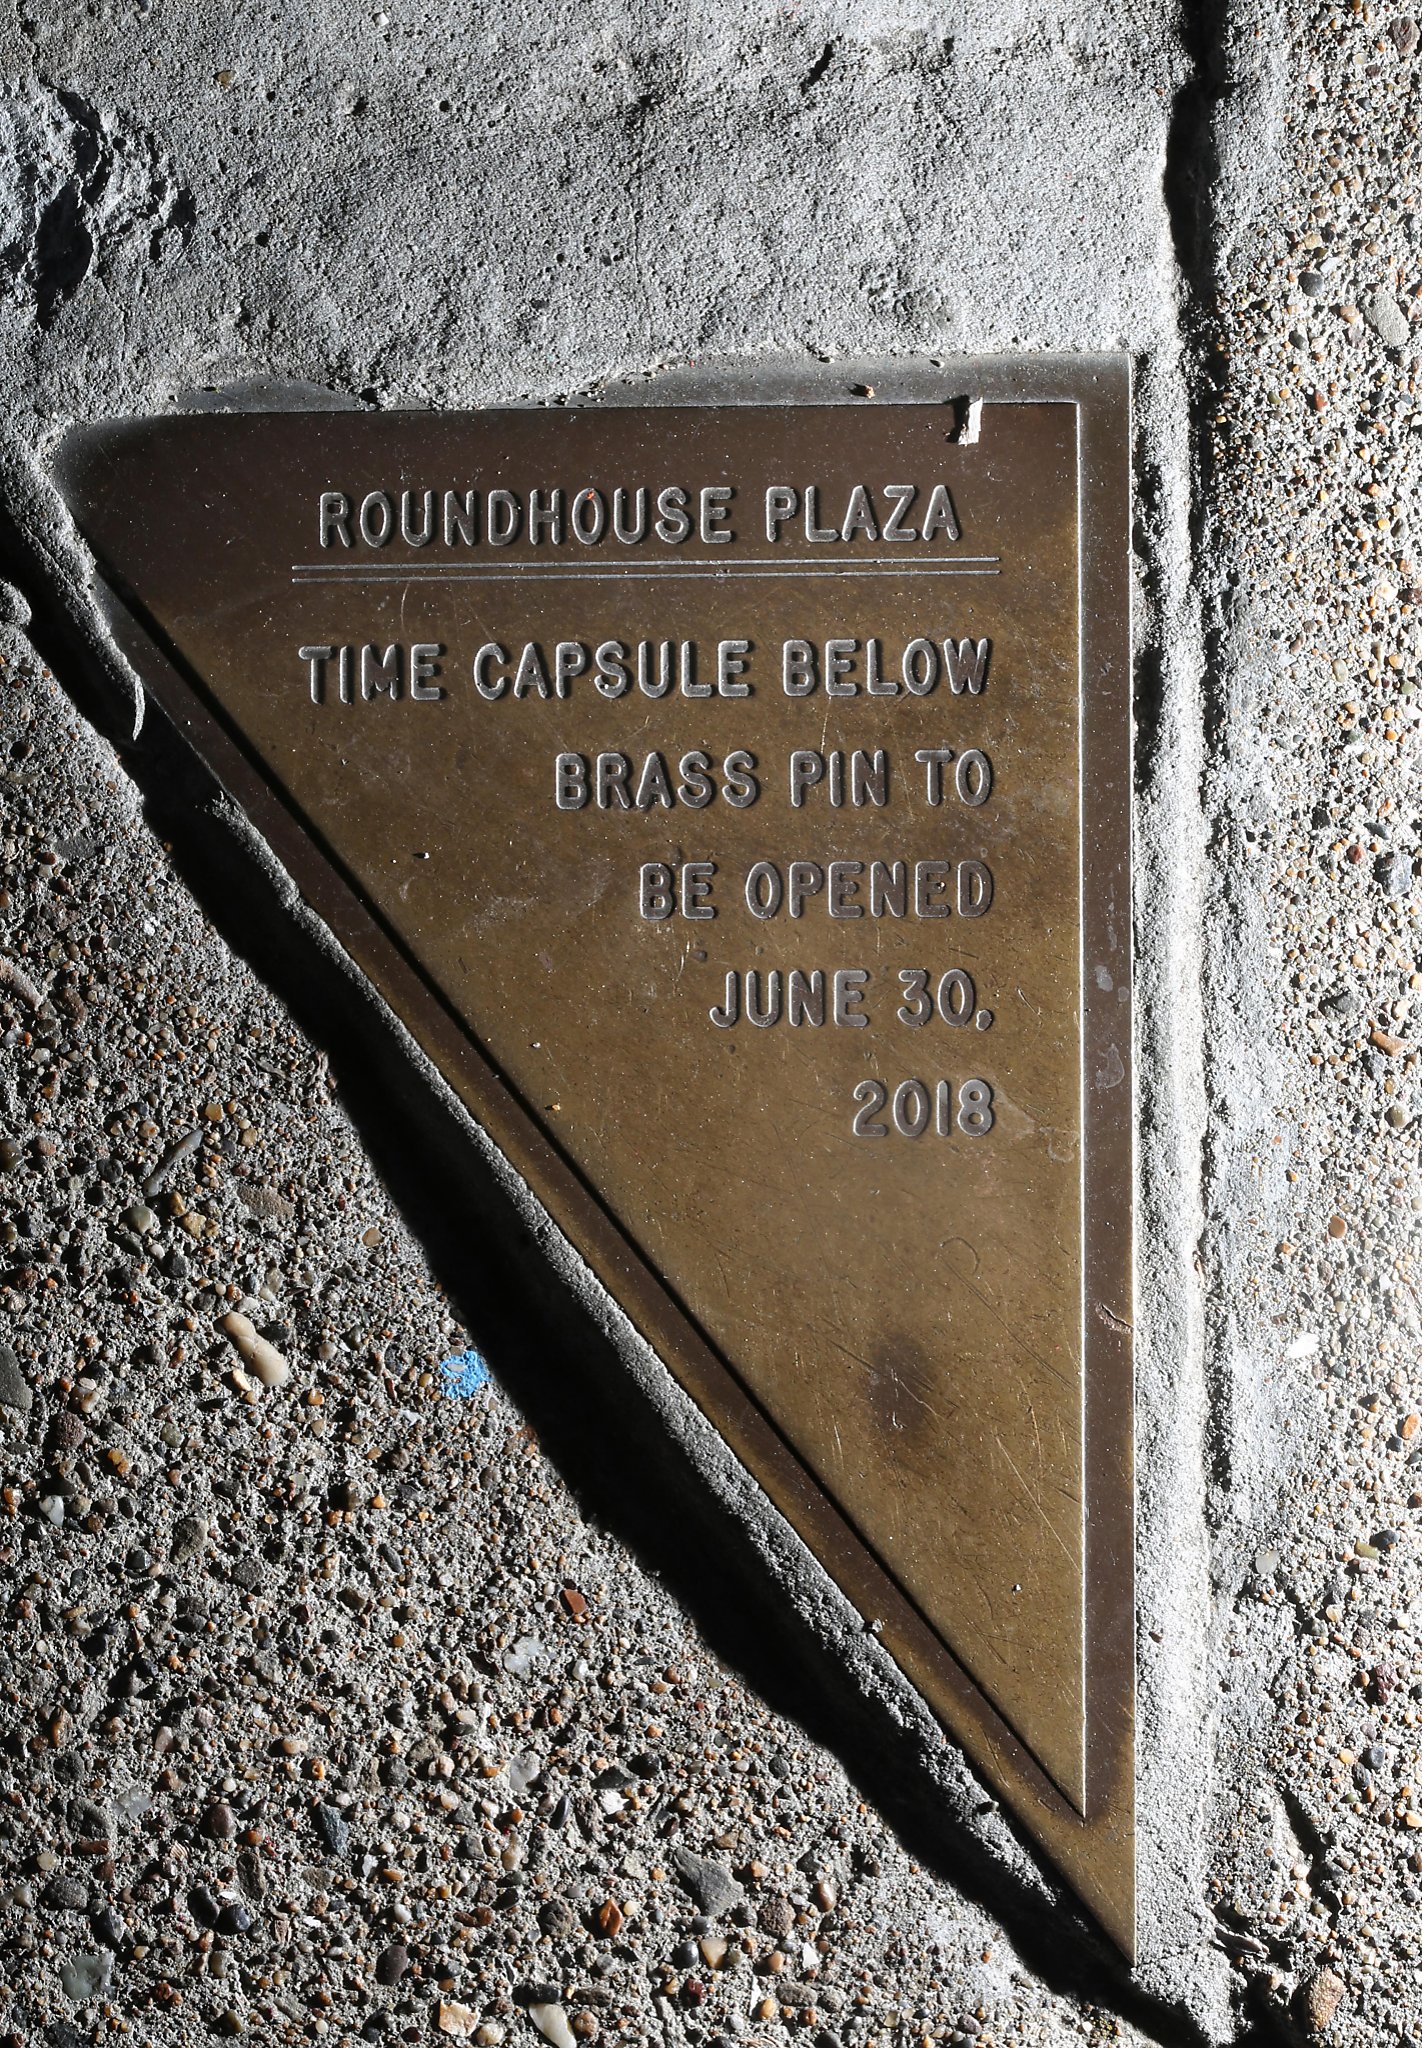 ROUNDHOUSE PLAZA
TIME CAPSULE BELOW
BRASS PIN TO
BE OPENED
JUNE 30,
2018